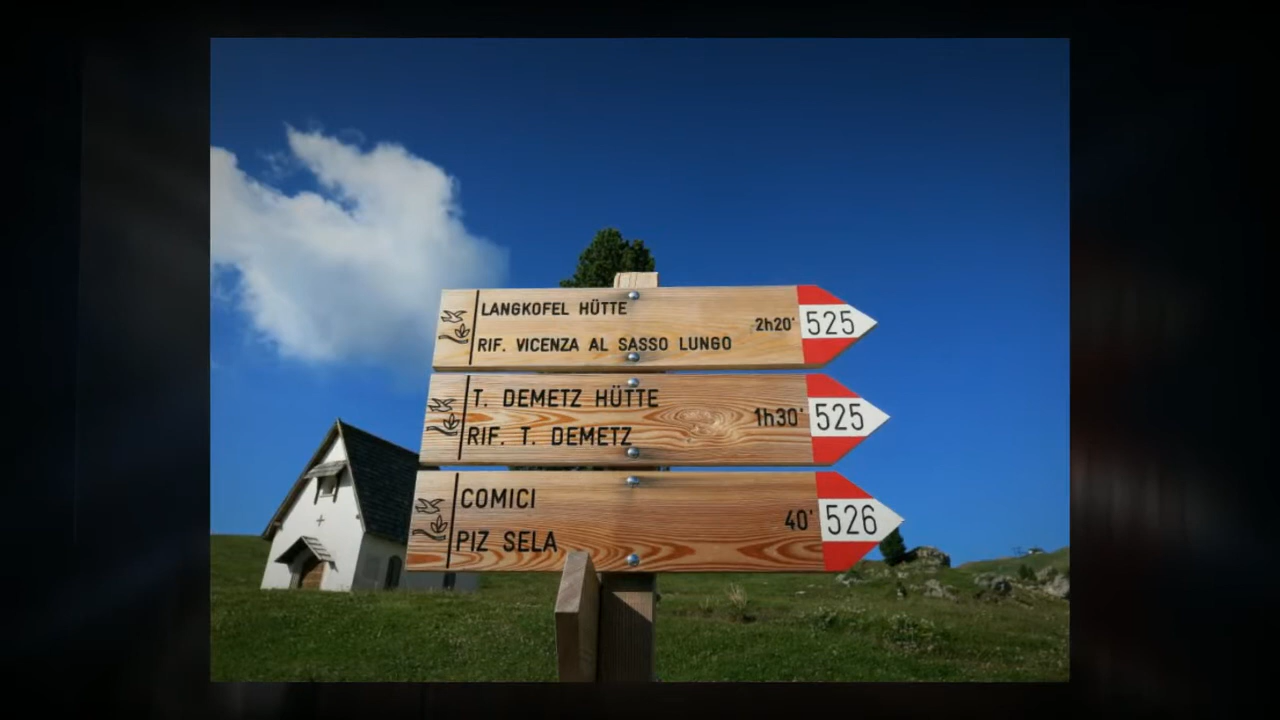 LANGKOFEL HÜTTE
RIF. VICENZA AL SASSO LUNGO
2h20'
525
T. DEMETZ HÜTTE
RIF. T. DEMETZ
1h30'
525
COMICI
PIZ SELA
40'
526